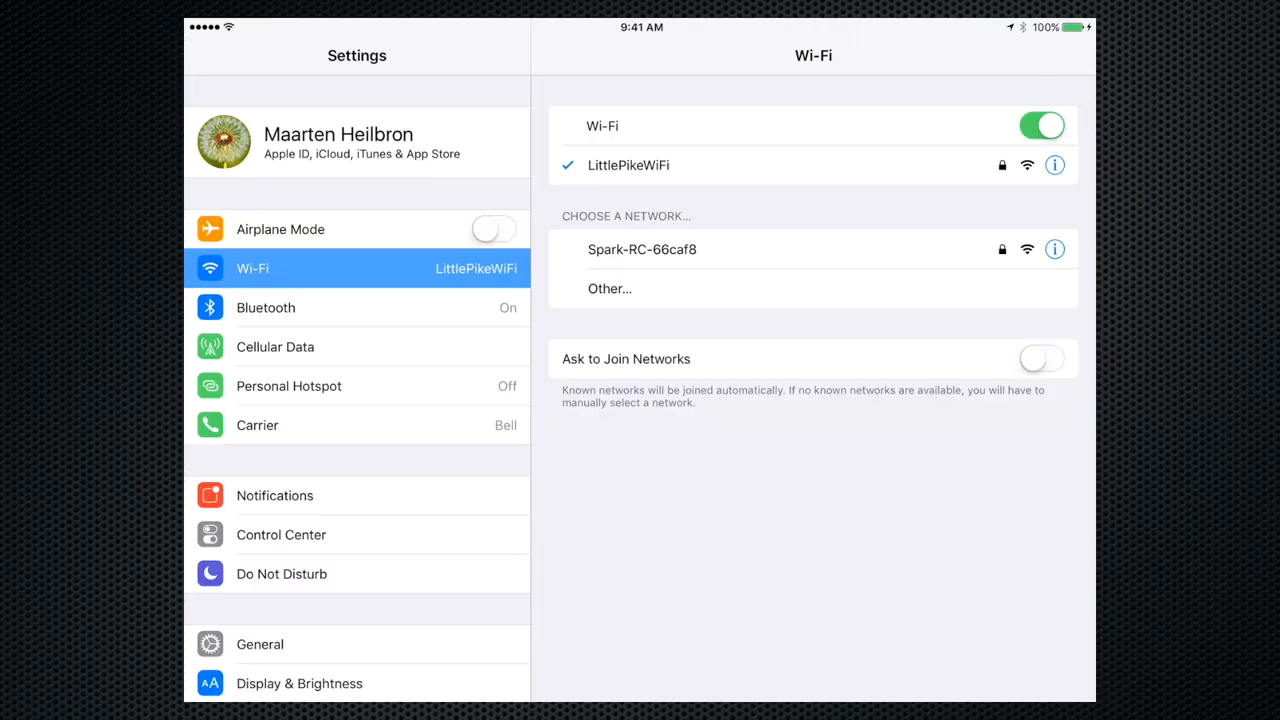 9:41 AM
100%
Settings
Wi-Fi
Maarten Heilbron
Apple ID, iCloud, iTunes & App Store
Airplane Mode
Wi-Fi LittlePikeWiFi
Bluetooth On
Cellular Data
Personal Hotspot Off
Carrier Bell
Notifications
Control Center
Do Not Disturb
General
AA Display & Brightness
Wi-Fi
LittlePikeWiFi
CHOOSE A NETWORK...
Spark-RC-66caf8
Other...
Ask to Join Networks
Known networks will be joined automatically. If no known networks are available, you will have to
manually select a network.